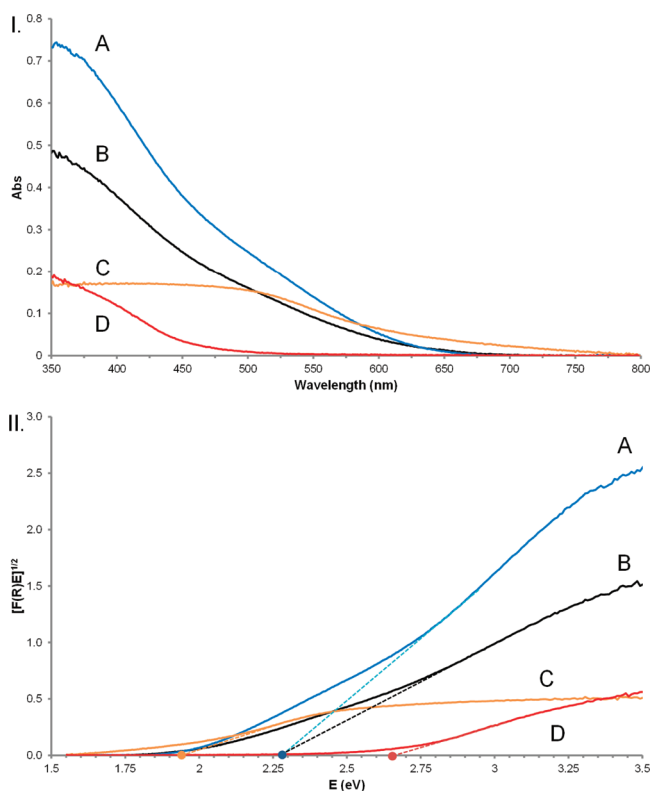 I.
0.8
0.7
0.6
0.5
0.4
0.3
0.2
0.1
0
Abs
A
B
C
D
350 400 450 500 550 600 650 700 750 800
Wavelength (nm)
II.
3.0
2.5
2.0
1.5
1.0
0.5
0.0
[F(R)E]1/2
A
B
C
D
1.5 1.75 2 2.25 2.5 2.75 3 3.25 3.5
E (eV)